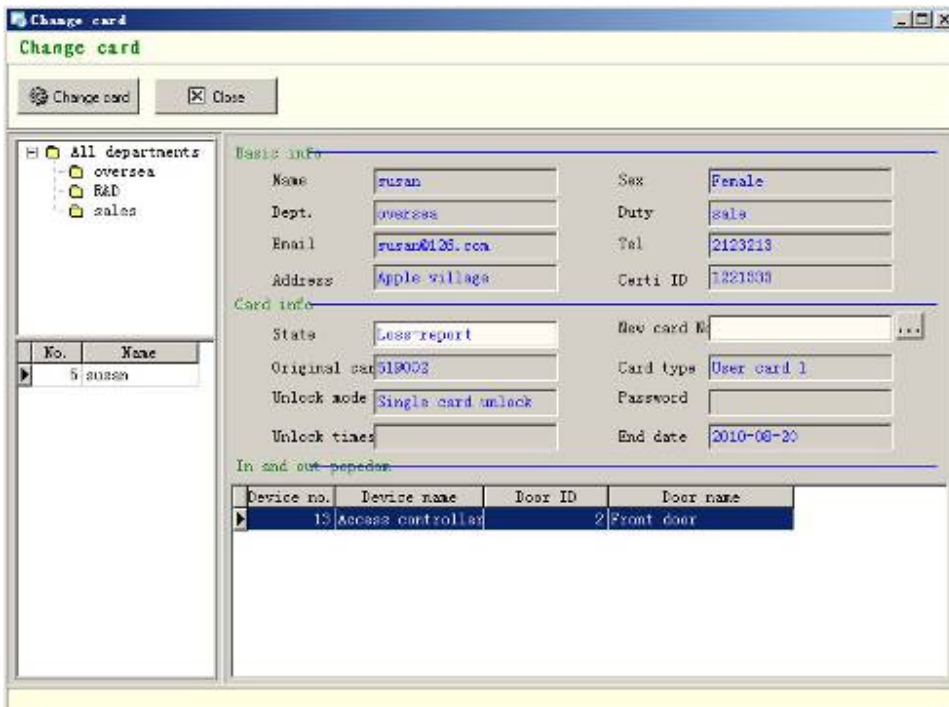 Change card
Change card
Change card Close
All departments
oversea
R&D
sales
No. Name
5 susan
Basic info
Name susan Sex Female
Dept. oversea Duty sale
Email susan@126.com Tel 2123213
Address Apple village Certi ID 1221333
Card info
State Loss-report New card N ...
Original car 519002 Card type User card 1
Unlock mode Single card unlock Password
Unlock times End date 2010-08-20
In and out popedom
Device no. Device name Door ID Door name
13 Access controller 2 Front door